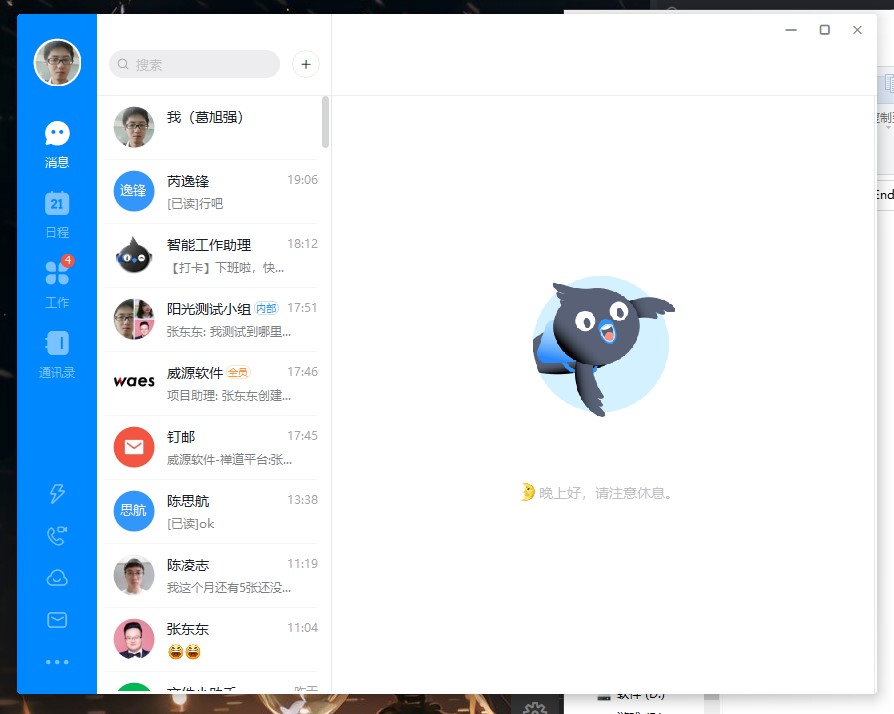 搜索
+
消息
21
日程
4
工作
通讯录
我（葛旭强）
逸锋
芮逸锋 19:06
[已读]行吧
智能工作助理 18:12
【打卡】下班啦，快...
阳光测试小组 内部 17:51
张东东: 我测试到哪里...
waes
威源软件 全员 17:46
项目助理: 张东东创建...
钉邮 17:45
威源软件-禅道平台:张...
思航
陈思航 13:38
[已读]ok
陈凌志 11:19
我这个月还有5张还没...
张东东 11:04
文件小助手 昨天
晚上好，请注意休息。
End
软件 (D:)